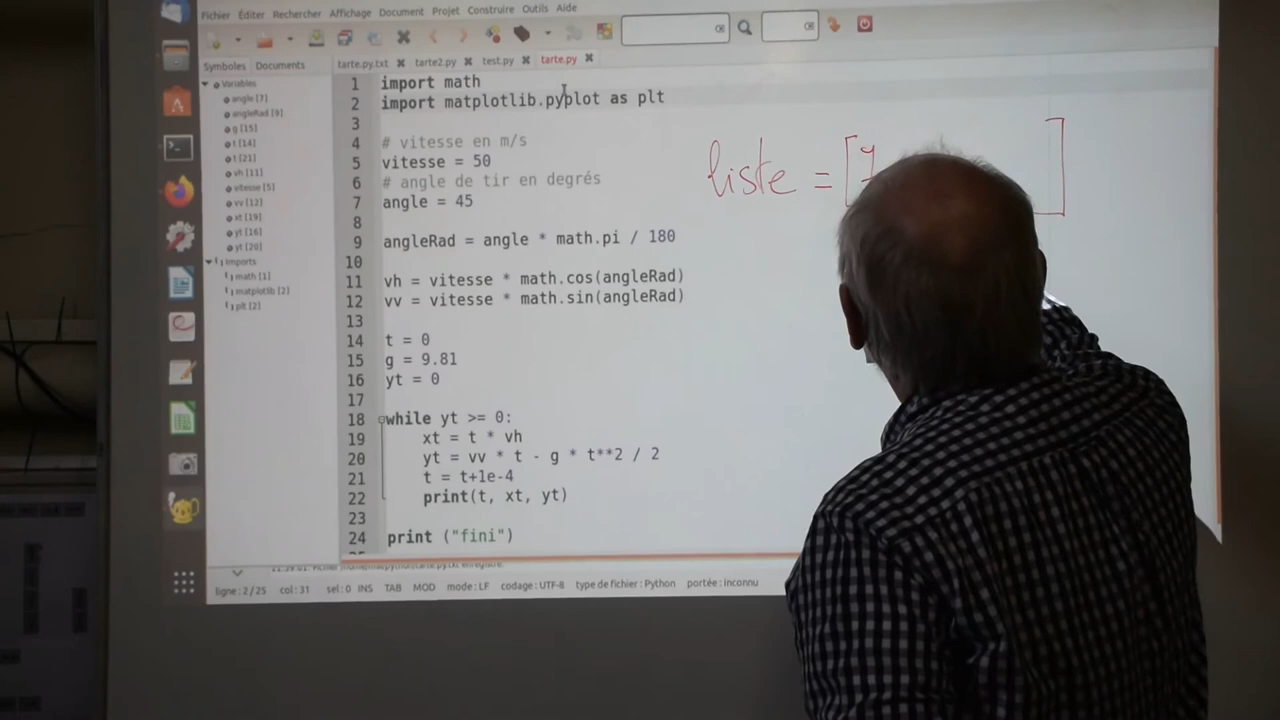 Fichier Éditer Rechercher Affichage Document Projet Construire Outils Aide
Symboles Documents
tarte.py.txt tarte2.py test.py tarte.py
Variables
angle [7]
angleRad [9]
g [15]
t [14]
t [21]
vh [11]
vitesse [5]
vv [12]
xt [19]
yt [16]
yt [20]
Imports
math [1]
matplotlib [2]
plt [2]
1 import math
2 import matplotlib.pyplot as plt
3
4 # vitesse en m/s
5 vitesse = 50
6 # angle de tir en degrés
7 angle = 45
8
9 angleRad = angle * math.pi / 180
10
11 vh = vitesse * math.cos(angleRad)
12 vv = vitesse * math.sin(angleRad)
13
14 t = 0
15 g = 9.81
16 yt = 0
17
18 while yt >= 0:
19 xt = t * vh
20 yt = vv * t - g * t**2 / 2
21 t = t+1e-4
22 print(t, xt, yt)
23
24 print ("fini")
liste = [ ]
ligne : 2 / 25 col : 31 sel : 0 INS TAB MOD mode : LF codage : UTF-8 type de fichier : Python portée : inconnu